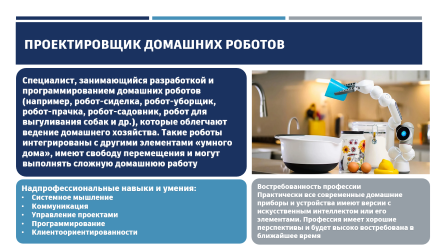 ПРОЕКТИРОВЩИК ДОМАШНИХ РОБОТОВ
Специалист, занимающийся разработкой и
программированием домашних роботов
(например, робот-сиделка, робот-уборщик,
робот-прачка, робот-садовник, робот для
выгуливания собак и др.), которые облегчают
ведение домашнего хозяйства. Такие роботы
интегрированы с другими элементами «умного
дома», имеют свободу перемещения и могут
выполнять сложную домашнюю работу
Надпрофессиональные навыки и умения:
• Системное мышление
• Коммуникация
• Управление проектами
• Программирование
• Клиентоориентированности
Востребованность профессии
Практически все современные домашние
приборы и устройства имеют версии с
искусственным интеллектом или его
элементами. Профессия имеет хорошие
перспективы и будет высоко востребована в
ближайшее время